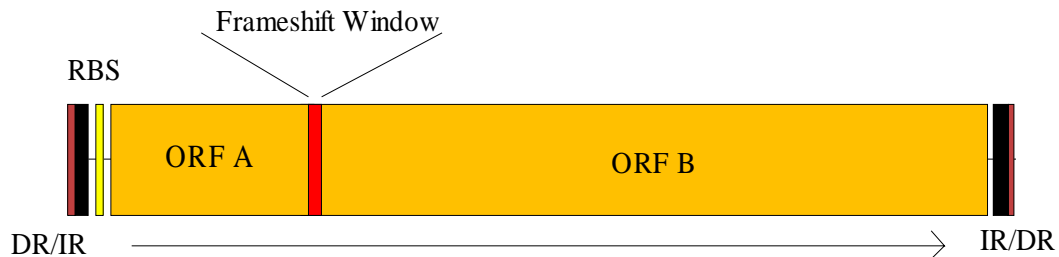 Frameshift Window
RBS
ORF A
ORF B
DR/IR
IR/DR